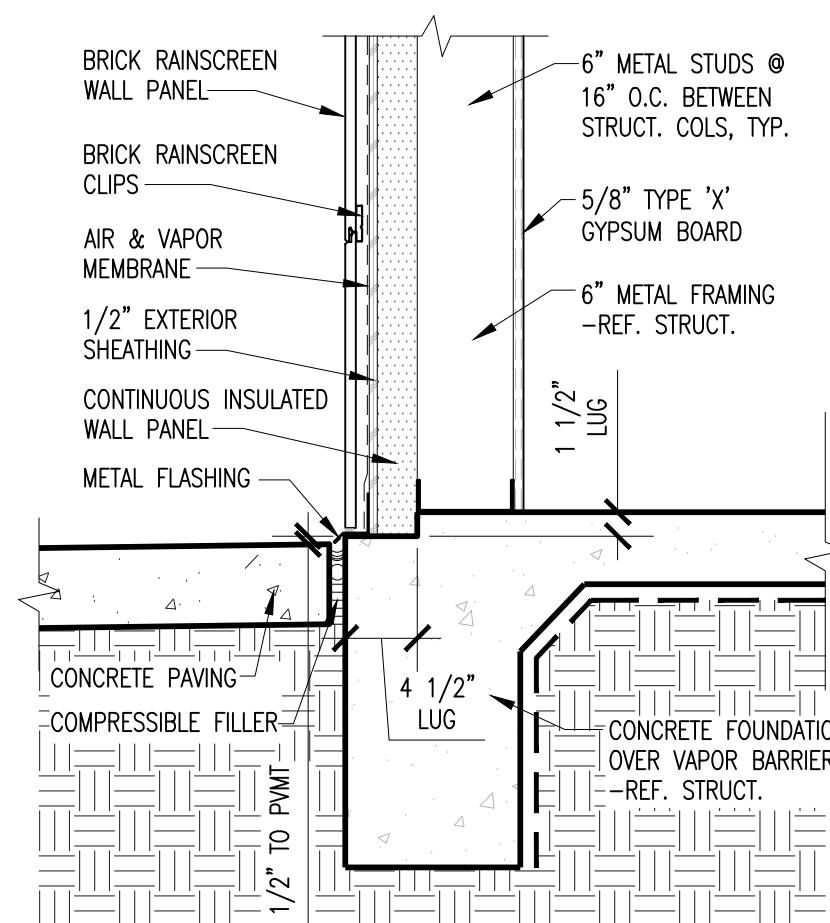 BRICK RAINSCREEN
WALL PANEL
BRICK RAINSCREEN
CLIPS
AIR & VAPOR
MEMBRANE
1/2" EXTERIOR
SHEATHING
CONTINUOUS INSULATED
WALL PANEL
METAL FLASHING
6" METAL STUDS @
16" O.C. BETWEEN
STRUCT. COLS, TYP.
5/8" TYPE 'X'
GYPSUM BOARD
6" METAL FRAMING
-REF. STRUCT.
1 1/2"
LUG
CONCRETE PAVING
COMPRESSIBLE FILLER
4 1/2"
LUG
1/2" TO PVMT
CONCRETE FOUNDATIO
OVER VAPOR BARRIER
-REF. STRUCT.